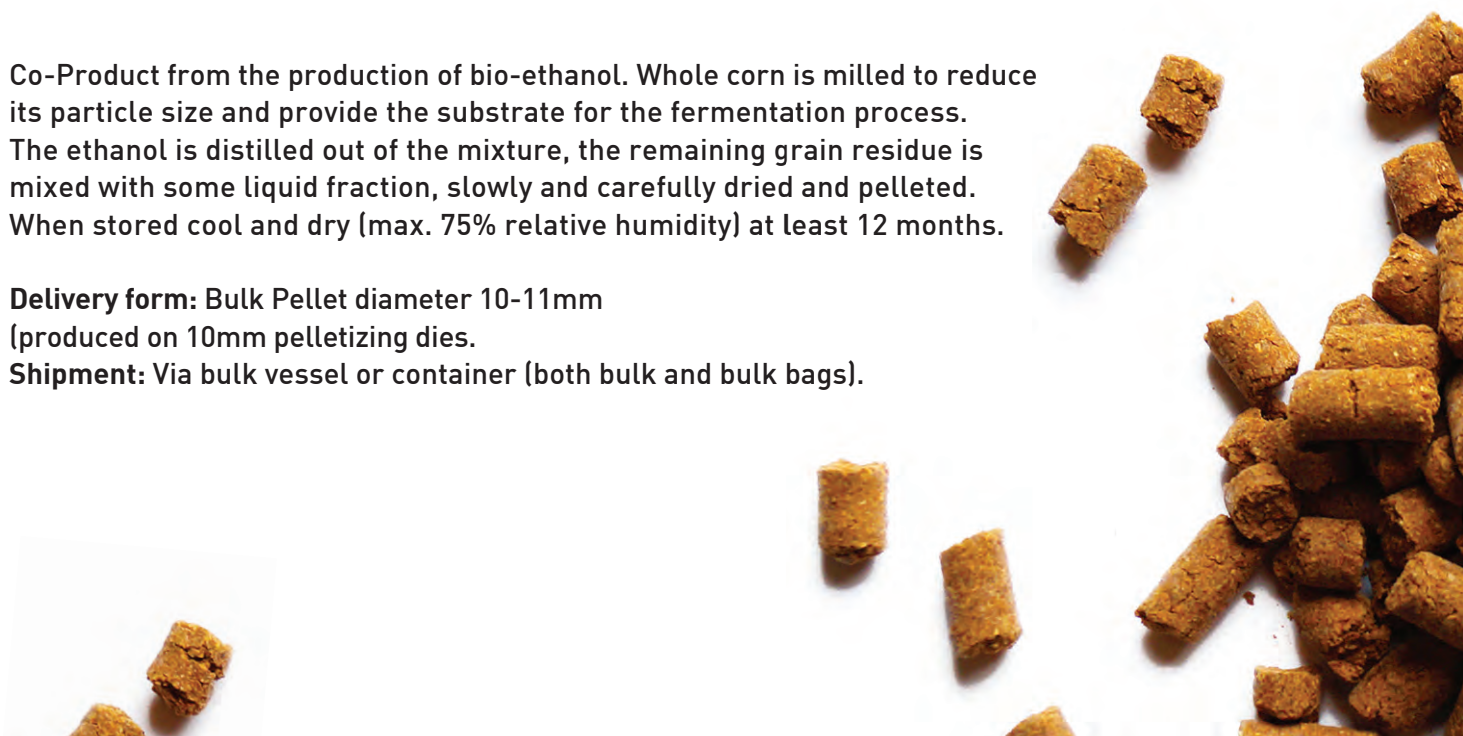 Co-Product from the production of bio-ethanol. Whole corn is milled to reduce
its particle size and provide the substrate for the fermentation process.
The ethanol is distilled out of the mixture, the remaining grain residue is
mixed with some liquid fraction, slowly and carefully dried and pelleted.
When stored cool and dry (max. 75% relative humidity) at least 12 months.
Delivery form: Bulk Pellet diameter 10-11mm
(produced on 10mm pelletizing dies.
Shipment: Via bulk vessel or container (both bulk and bulk bags).